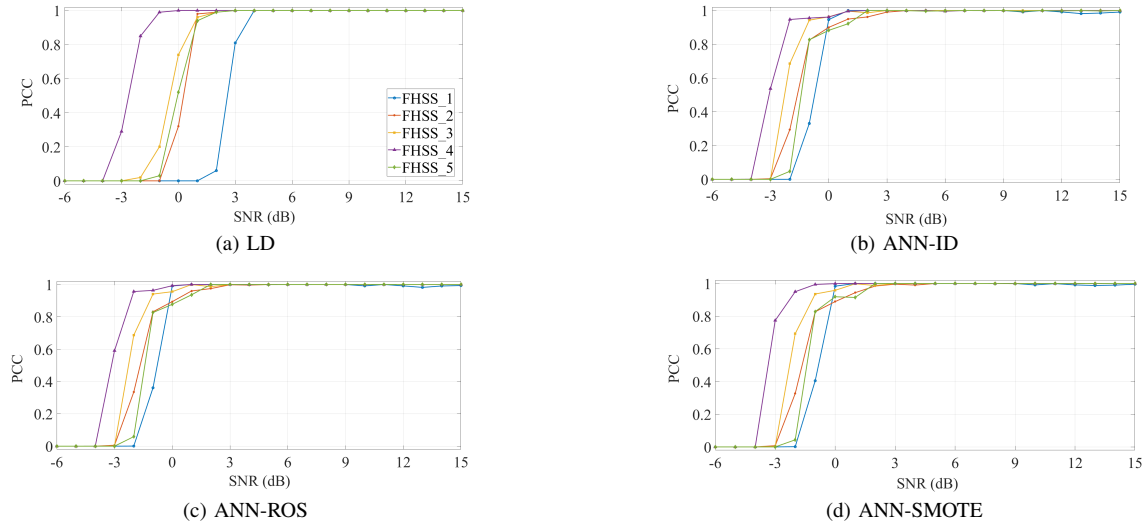 1
0.8
0.6
0.4
0.2
0
PCC
-6 -3 0 3 6 9 12 15
SNR (dB)
FHSS_1
FHSS_2
FHSS_3
FHSS_4
FHSS_5
(a) LD
1
0.8
0.6
0.4
0.2
0
PCC
-6 -3 0 3 6 9 12 15
SNR (dB)
(b) ANN-ID
1
0.8
0.6
0.4
0.2
0
PCC
-6 -3 0 3 6 9 12 15
SNR (dB)
(c) ANN-ROS
1
0.8
0.6
0.4
0.2
0
PCC
-6 -3 0 3 6 9 12 15
SNR (dB)
(d) ANN-SMOTE